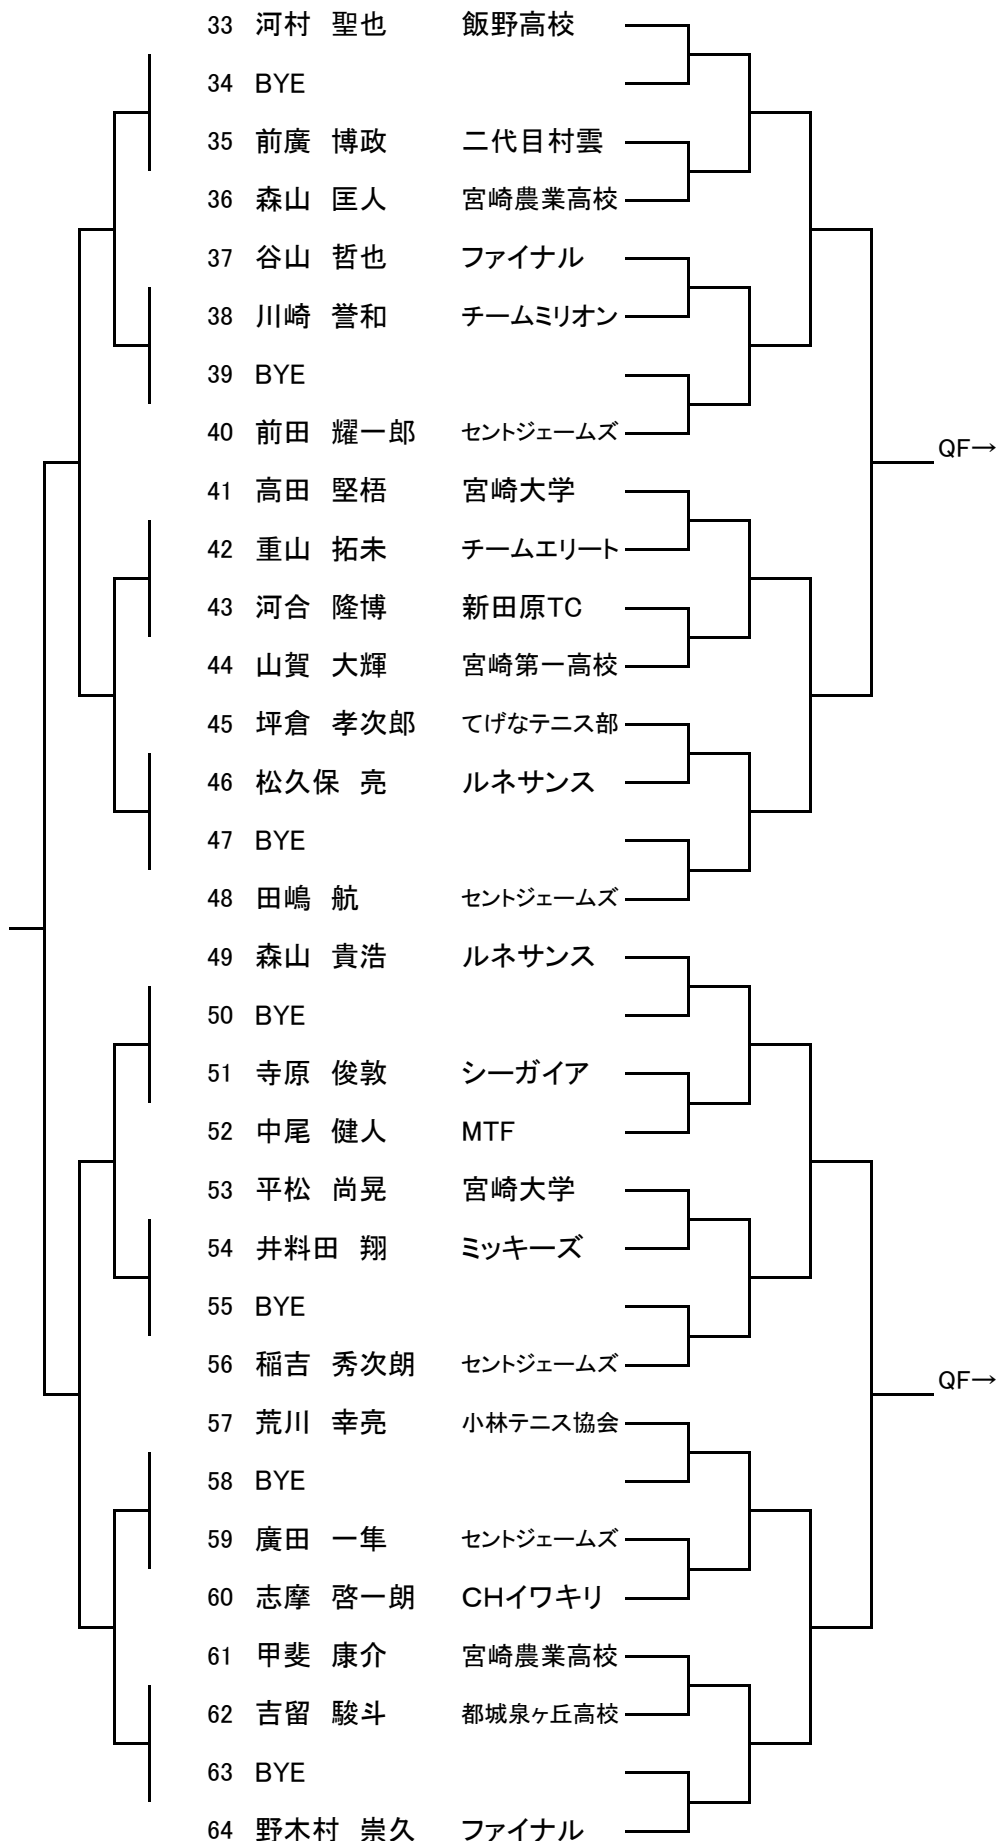 33 河村　聖也 飯野高校
34 BYE
35 前廣　博政 二代目村雲
36 森山　匡人 宮崎農業高校
37 谷山　哲也 ファイナル
38 川崎　誉和 チームミリオン
39 BYE
40 前田　耀一郎 セントジェームズ
QF→
41 高田　堅梧 宮崎大学
42 重山　拓未 チームエリート
43 河合　隆博 新田原TC
44 山賀　大輝 宮崎第一高校
45 坪倉　孝次郎 てげなテニス部
46 松久保　亮 ルネサンス
47 BYE
48 田嶋　航 セントジェームズ
49 森山　貴浩 ルネサンス
50 BYE
51 寺原　俊敦 シーガイア
52 中尾　健人 MTF
53 平松　尚晃 宮崎大学
54 井料田　翔 ミッキーズ
55 BYE
56 稲吉　秀次朗 セントジェームズ
QF→
57 荒川　幸亮 小林テニス協会
58 BYE
59 廣田　一隼 セントジェームズ
60 志摩　啓一朗 CHイワキリ
61 甲斐　康介 宮崎農業高校
62 吉留　駿斗 都城泉ヶ丘高校
63 BYE
64 野木村　崇久 ファイナル